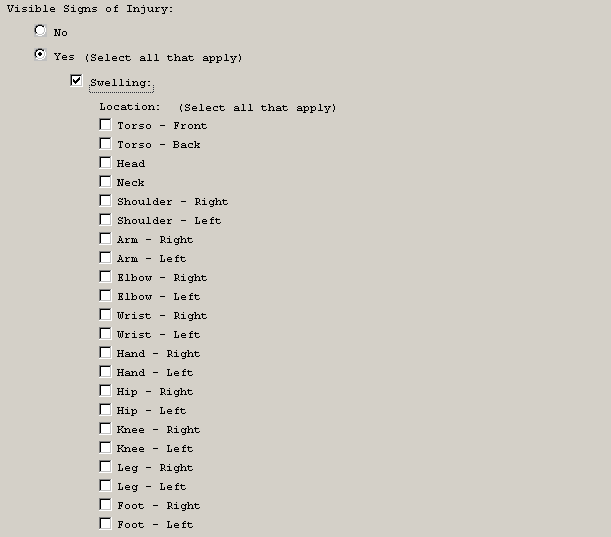 Visible Signs of Injury:
No
Yes (Select all that apply)
Swelling:
Location: (Select all that apply)
Torso - Front
Torso - Back
Head
Neck
Shoulder - Right
Shoulder - Left
Arm - Right
Arm - Left
Elbow - Right
Elbow - Left
Wrist - Right
Wrist - Left
Hand - Right
Hand - Left
Hip - Right
Hip - Left
Knee - Right
Knee - Left
Leg - Right
Leg - Left
Foot - Right
Foot - Left